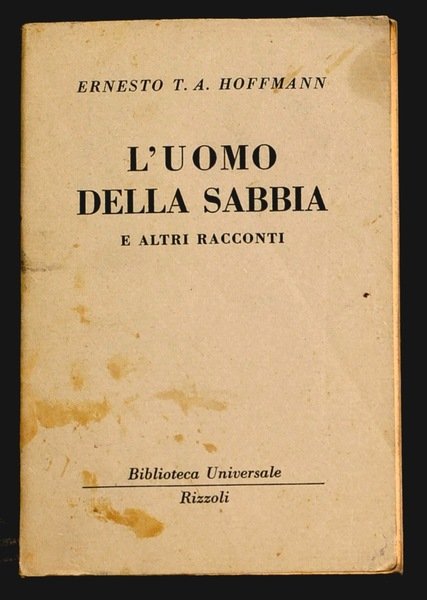 ERNESTO T. A. HOFFMANN
L'UOMO
DELLA SABBIA
E ALTRI RACCONTI
Biblioteca Universale
Rizzoli